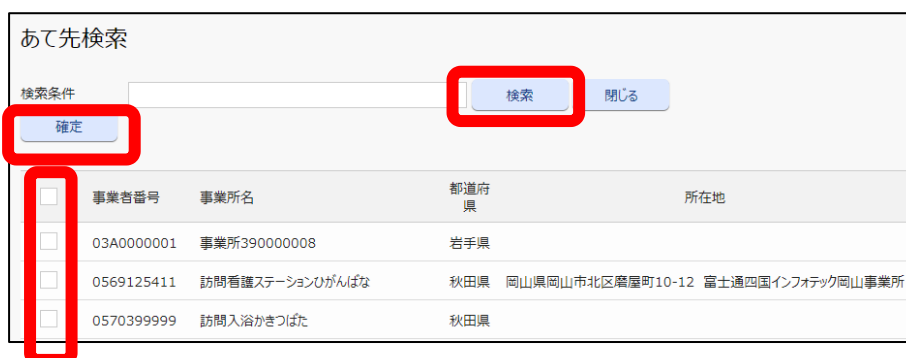 あて先検索
検索条件 検索 閉じる
確定
事業者番号 事業所名 都道府県 所在地
03A0000001 事業所390000008 岩手県
0569125411 訪問看護ステーションひがんばな 秋田県 岡山県岡山市北区磨屋町10-12 富士通四国インフォテック岡山事業所
0570399999 訪問入浴かきつばた 秋田県